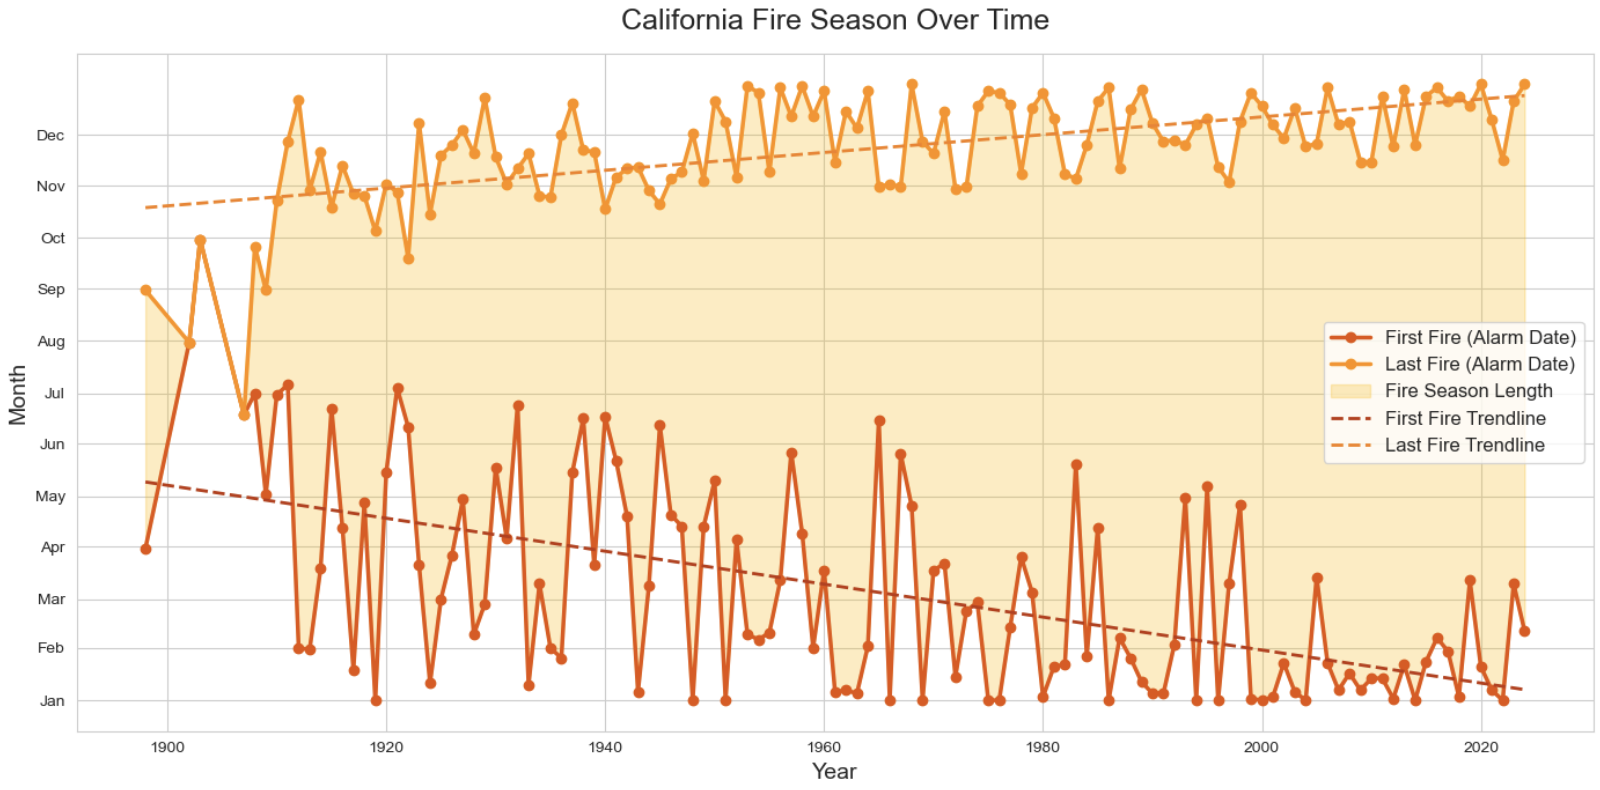 California Fire Season Over Time
Month
Dec
Nov
Oct
Sep
Aug
Jul
Jun
May
Apr
Mar
Feb
Jan
First Fire (Alarm Date)
Last Fire (Alarm Date)
Fire Season Length
First Fire Trendline
Last Fire Trendline
1900 1920 1940 1960 1980 2000 2020
Year